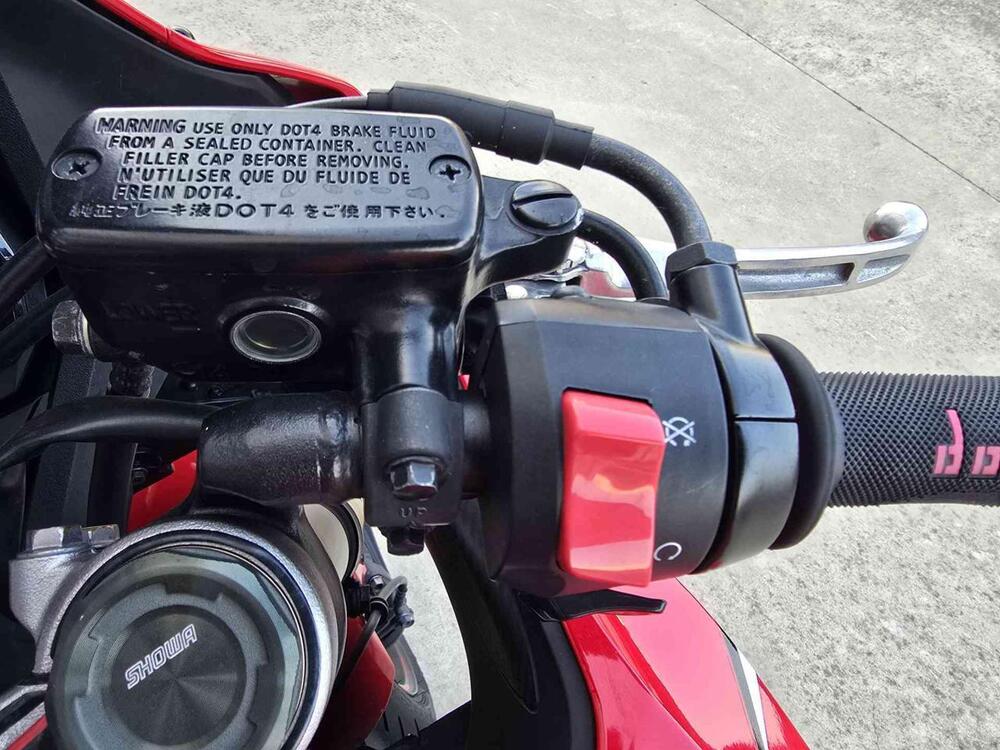 WARNING USE ONLY DOT4 BRAKE FLUID
FROM A SEALED CONTAINER. CLEAN
FILLER CAP BEFORE REMOVING.
N'UTILISER QUE DU FLUIDE DE
FREIN DOT4.
純正ブレーキ液DOT4 をご使用下さい.
LOWER
UP
SHOWA